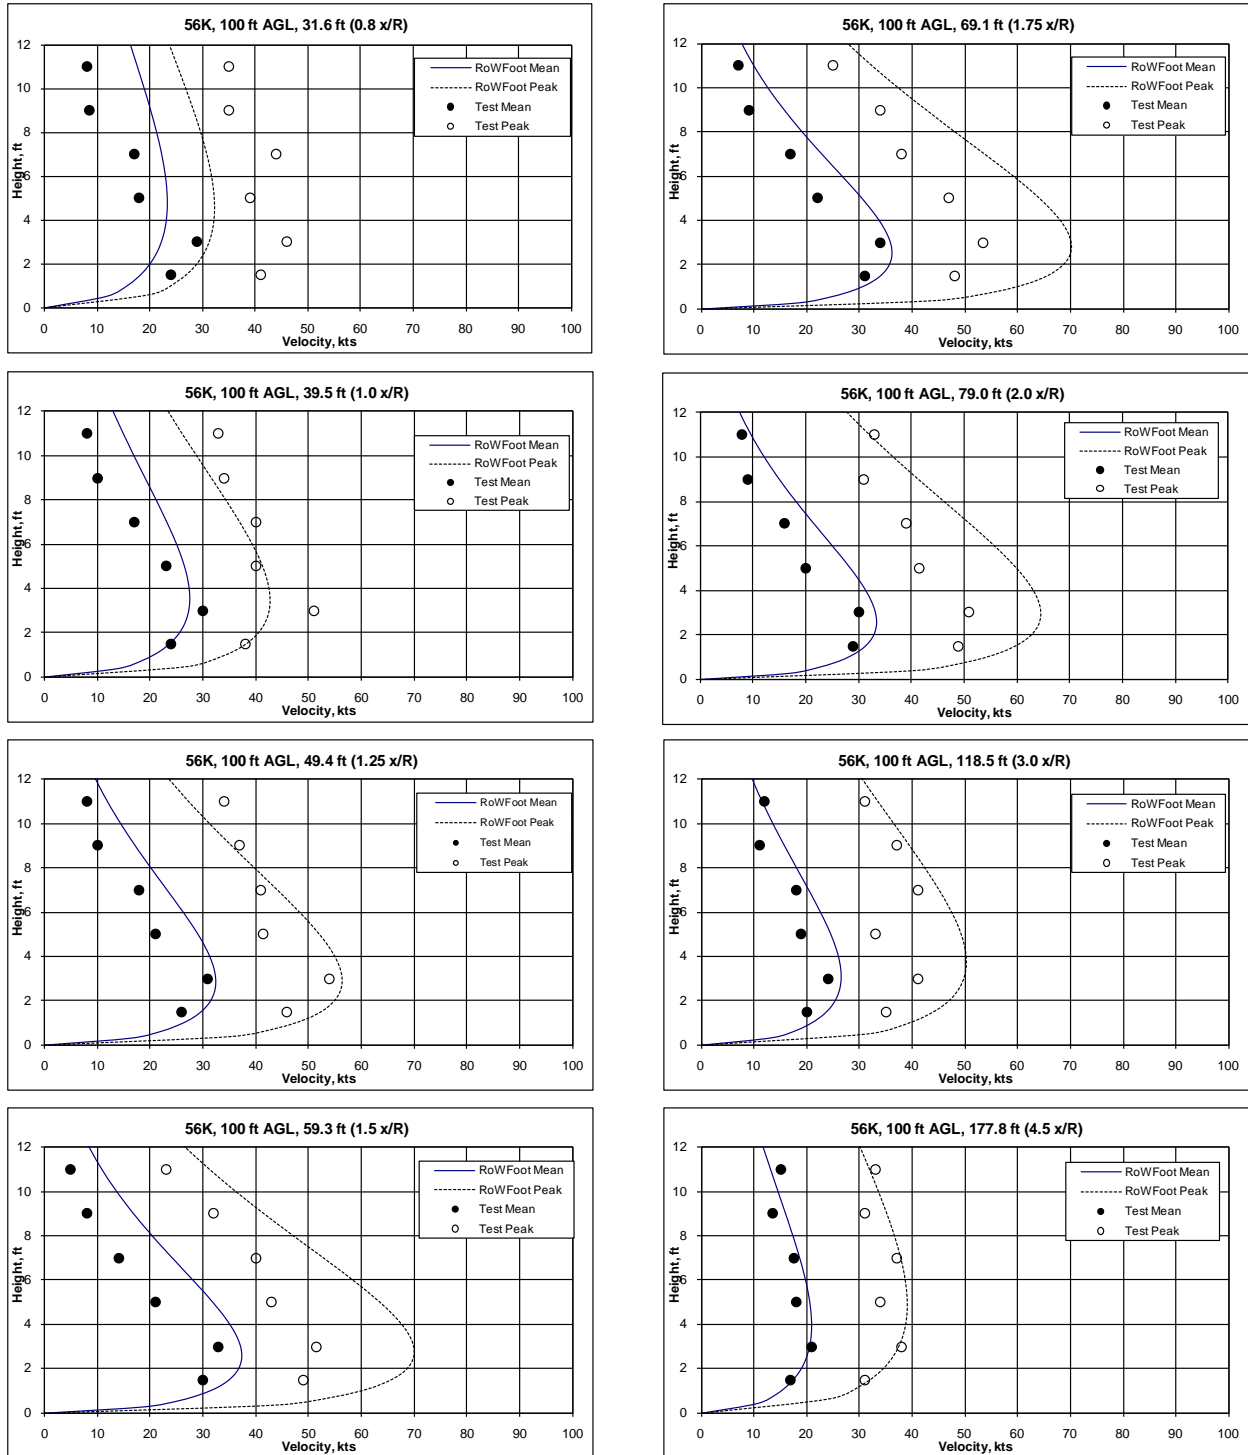 56K, 100 ft AGL, 31.6 ft (0.8 x/R)
12
10
8
6
4
2
0
Height, ft
RoWFoot Mean
RoWFoot Peak
Test Mean
Test Peak
0 10 20 30 40 50 60 70 80 90 100
Velocity, kts
56K, 100 ft AGL, 69.1 ft (1.75 x/R)
12
10
8
6
4
2
0
Height, ft
RoWFoot Mean
RoWFoot Peak
Test Mean
Test Peak
0 10 20 30 40 50 60 70 80 90 100
Velocity, kts
56K, 100 ft AGL, 39.5 ft (1.0 x/R)
12
10
8
6
4
2
0
Height, ft
RoWFoot Mean
RoWFoot Peak
Test Mean
Test Peak
0 10 20 30 40 50 60 70 80 90 100
Velocity, kts
56K, 100 ft AGL, 79.0 ft (2.0 x/R)
12
10
8
6
4
2
0
Height, ft
RoWFoot Mean
RoWFoot Peak
Test Mean
Test Peak
0 10 20 30 40 50 60 70 80 90 100
Velocity, kts
56K, 100 ft AGL, 49.4 ft (1.25 x/R)
12
10
8
6
4
2
0
Height, ft
RoWFoot Mean
RoWFoot Peak
Test Mean
Test Peak
0 10 20 30 40 50 60 70 80 90 100
Velocity, kts
56K, 100 ft AGL, 118.5 ft (3.0 x/R)
12
10
8
6
4
2
0
Height, ft
RoWFoot Mean
RoWFoot Peak
Test Mean
Test Peak
0 10 20 30 40 50 60 70 80 90 100
Velocity, kts
56K, 100 ft AGL, 59.3 ft (1.5 x/R)
12
10
8
6
4
2
0
Height, ft
RoWFoot Mean
RoWFoot Peak
Test Mean
Test Peak
0 10 20 30 40 50 60 70 80 90 100
Velocity, kts
56K, 100 ft AGL, 177.8 ft (4.5 x/R)
12
10
8
6
4
2
0
Height, ft
RoWFoot Mean
RoWFoot Peak
Test Mean
Test Peak
0 10 20 30 40 50 60 70 80 90 100
Velocity, kts